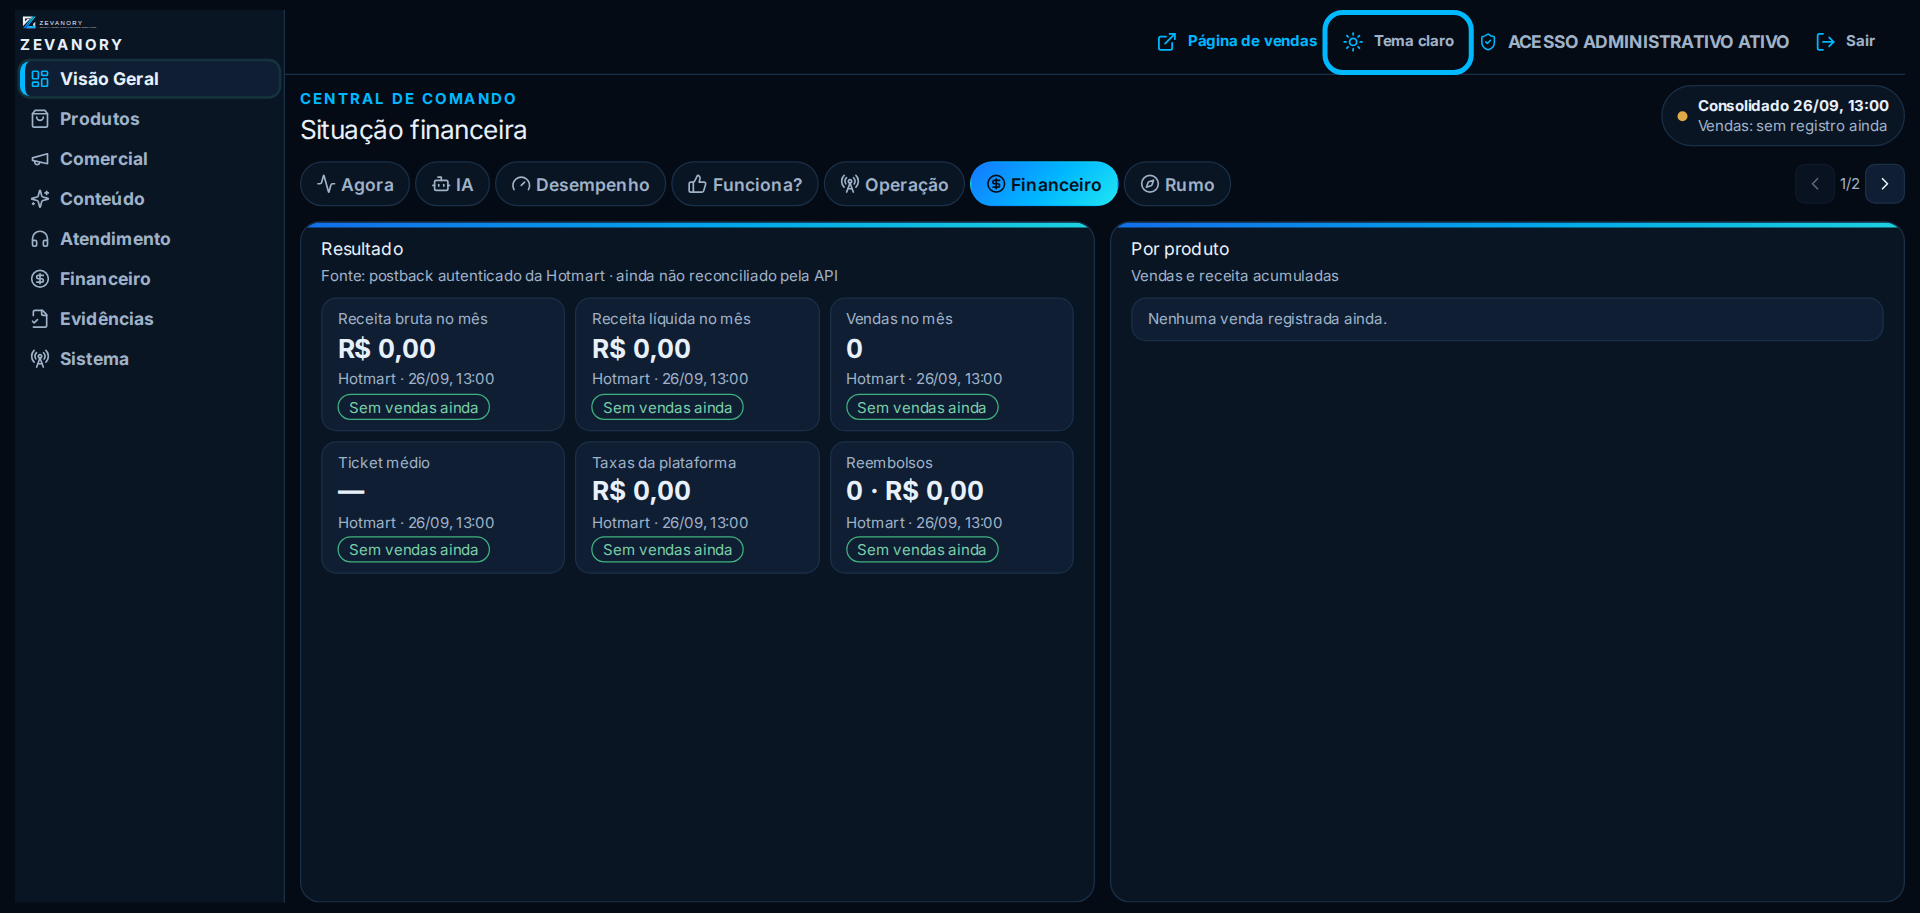 ZEVANORY
ZEVANORY
Visão Geral
Produtos
Comercial
Conteúdo
Atendimento
Financeiro
Evidências
Sistema
Página de vendas
Tema claro
ACESSO ADMINISTRATIVO ATIVO
Sair
CENTRAL DE COMANDO
Situação financeira
Consolidado 26/09, 13:00
Vendas: sem registro ainda
Agora
IA
Desempenho
Funciona?
Operação
Financeiro
Rumo
1/2
Resultado
Fonte: postback autenticado da Hotmart · ainda não reconciliado pela API
Receita bruta no mês
R$ 0,00
Hotmart · 26/09, 13:00
Sem vendas ainda
Receita líquida no mês
R$ 0,00
Hotmart · 26/09, 13:00
Sem vendas ainda
Vendas no mês
0
Hotmart · 26/09, 13:00
Sem vendas ainda
Ticket médio
—
Hotmart · 26/09, 13:00
Sem vendas ainda
Taxas da plataforma
R$ 0,00
Hotmart · 26/09, 13:00
Sem vendas ainda
Reembolsos
0 · R$ 0,00
Hotmart · 26/09, 13:00
Sem vendas ainda
Por produto
Vendas e receita acumuladas
Nenhuma venda registrada ainda.